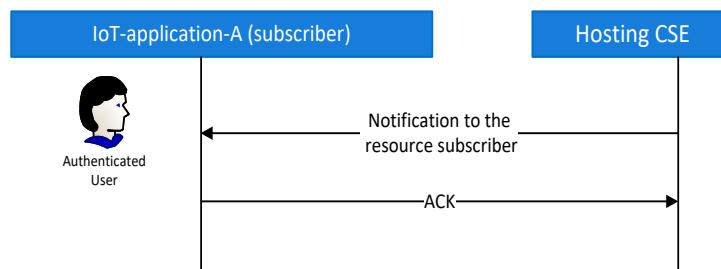 IoT-application-A (subscriber)
Hosting CSE
Notification to the
resource subscriber
Authenticated
User
ACK